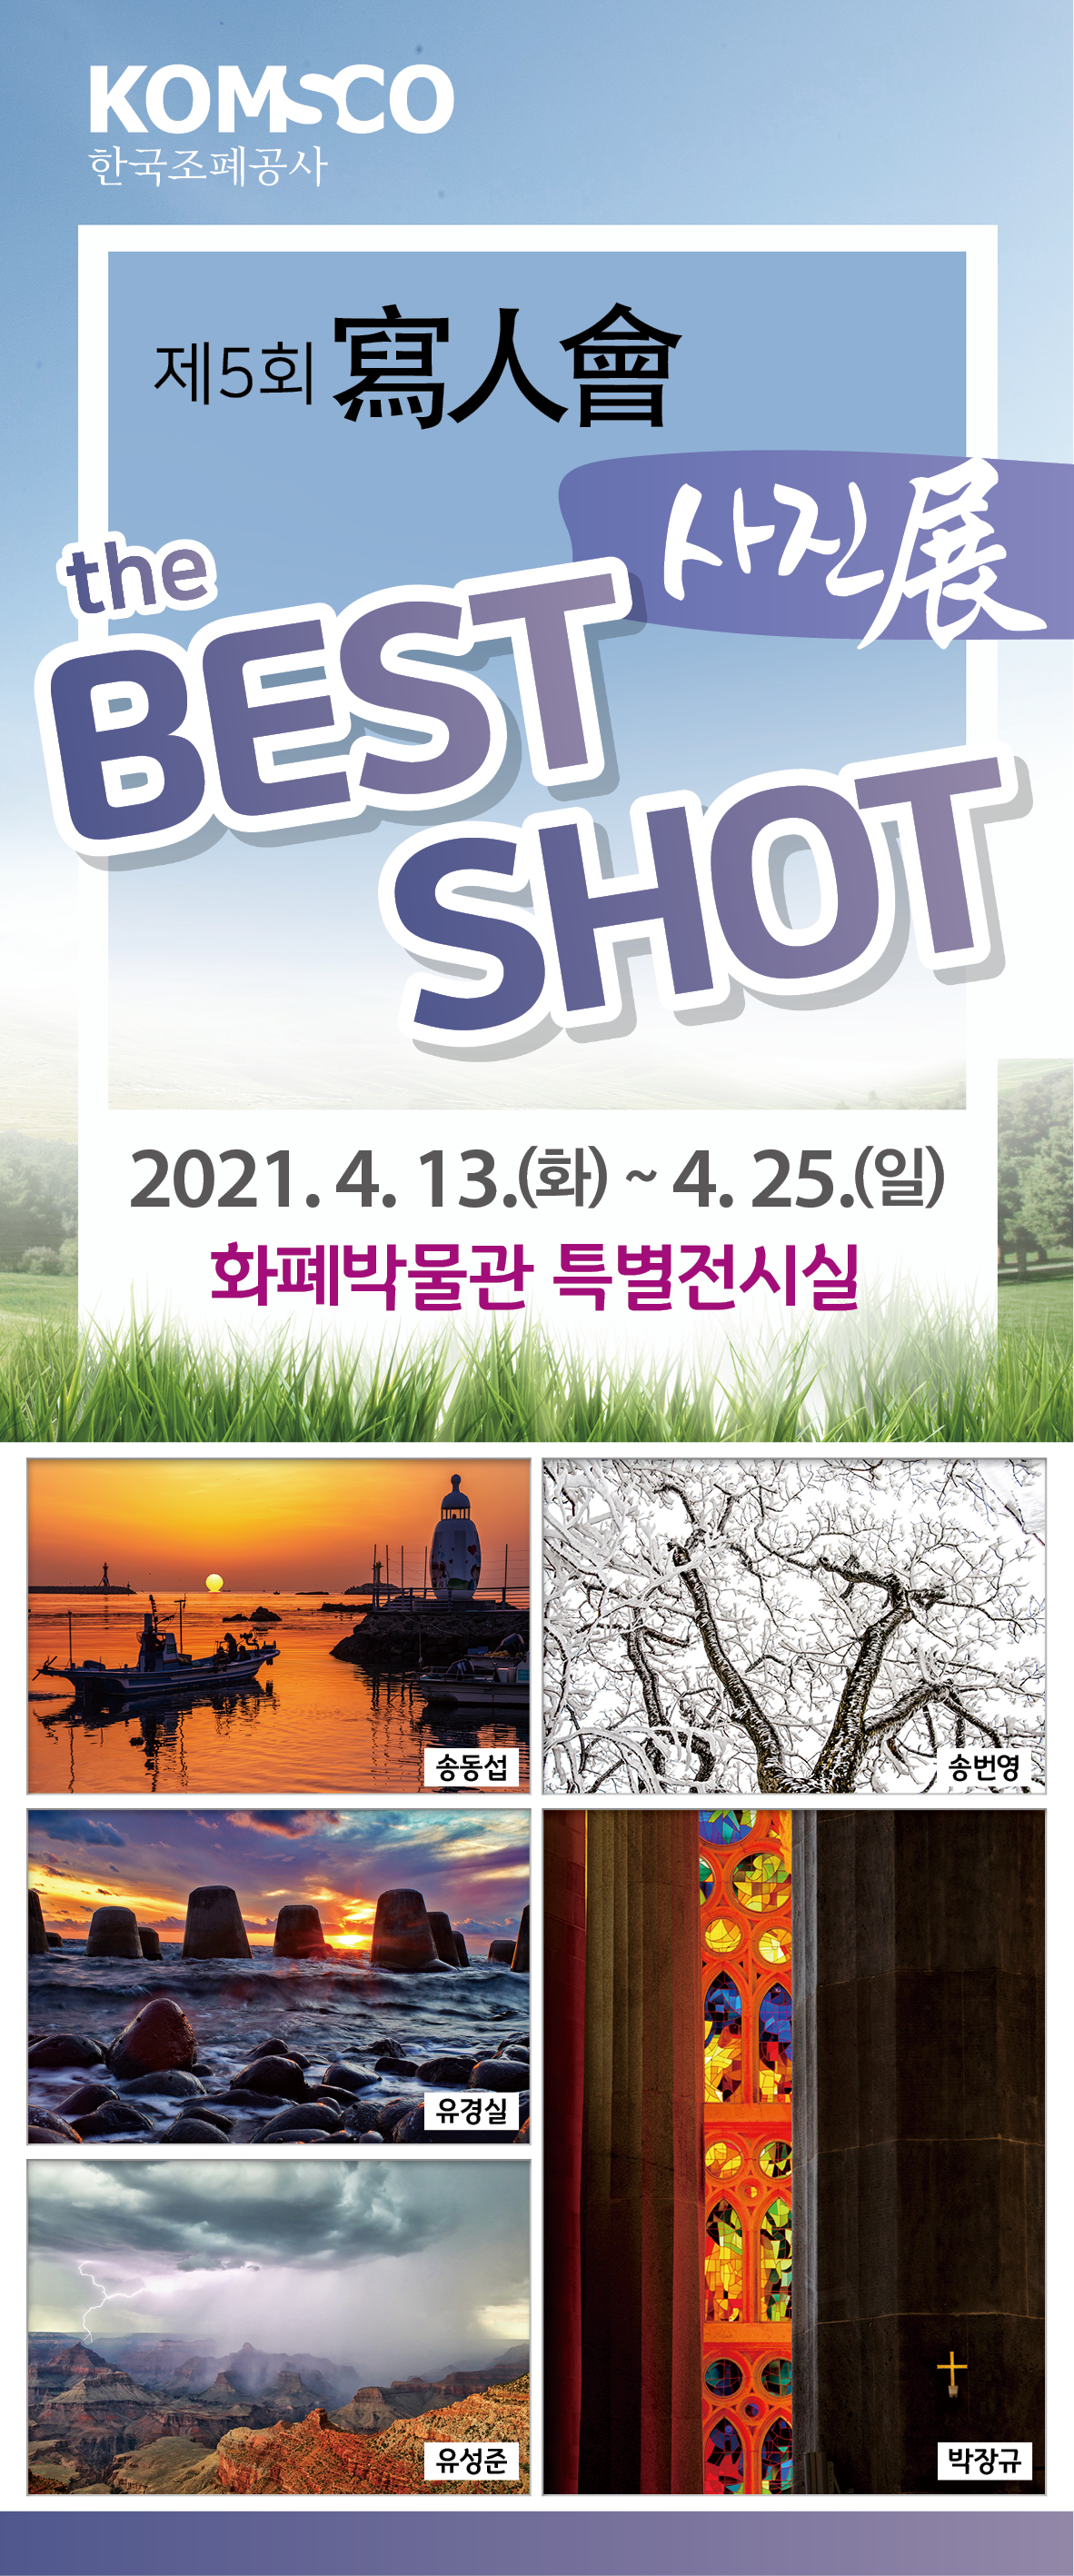 KOMSCO
한국조폐공사
제5회 寫人會
사진展
the
BEST
SHOT
2021. 4. 13.(화) ~ 4. 25.(일)
화폐박물관 특별전시실
송동섭
송번영
유경실
유성준
박장규